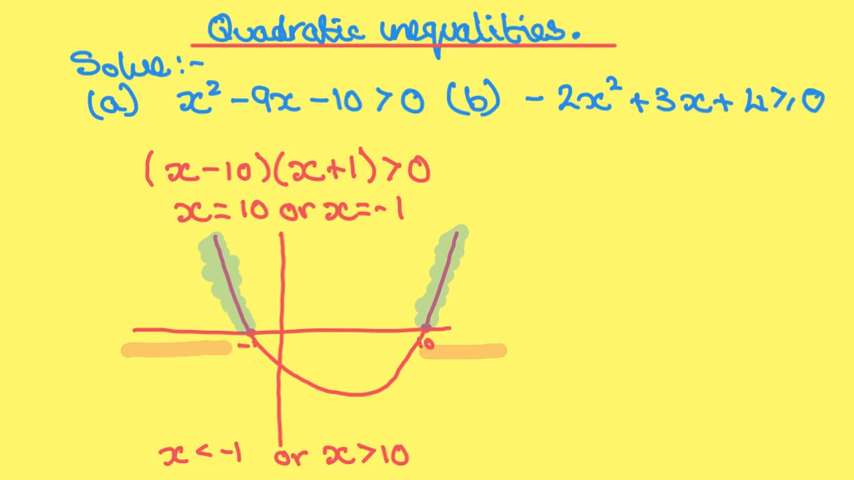 Quadratic inequalities.
Solve:-
(a) x² - 9x - 10 > 0 (b) - 2x² + 3x + 4 ≥ 0
(x - 10)(x + 1) > 0
x = 10 or x = -1
-1 10
x < -1 or x > 10